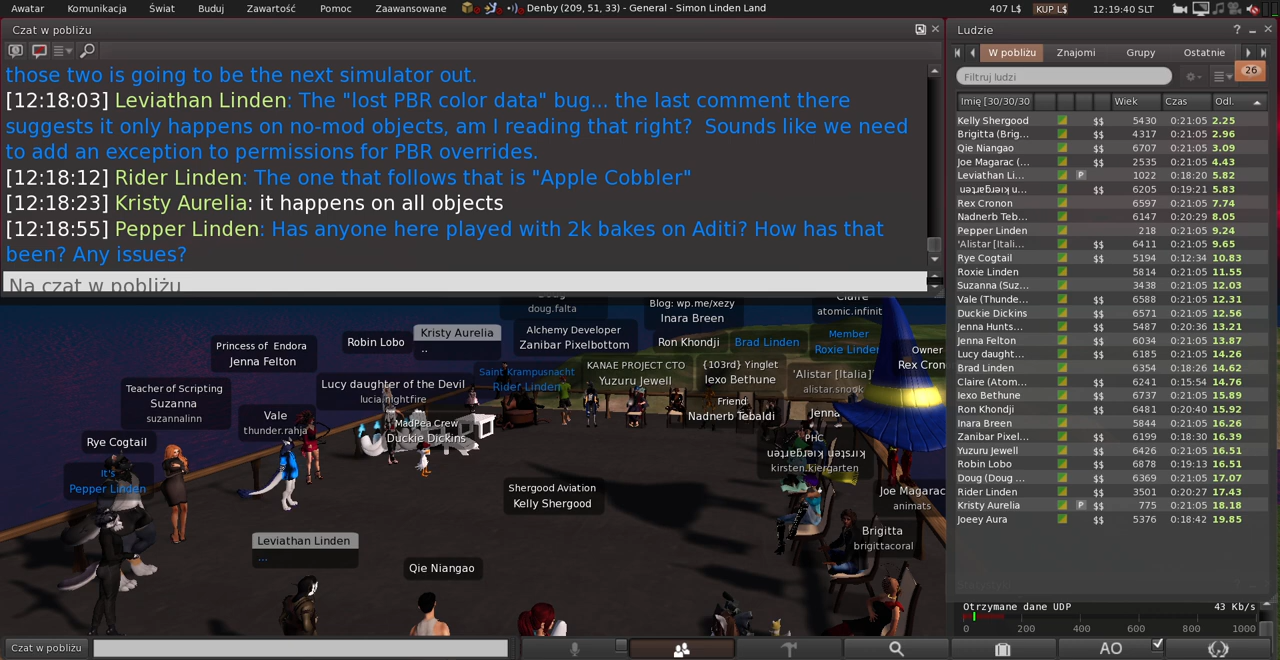 Awatar Komunikacja Świat Buduj Zawartość Pomoc Zaawansowane Denby (209, 51, 33) - General - Simon Linden Land 407 L$ KUP L$ 12:19:40 SLT
Czat w pobliżu
those two is going to be the next simulator out.
[12:18:03] Leviathan Linden: The "lost PBR color data" bug... the last comment there
suggests it only happens on no-mod objects, am I reading that right?  Sounds like we need
to add an exception to permissions for PBR overrides.
[12:18:12] Rider Linden: The one that follows that is "Apple Cobbler"
[12:18:23] Kristy Aurelia: it happens on all objects
[12:18:55] Pepper Linden: Has anyone here played with 2k bakes on Aditi? How has that
been? Any issues?
Na czat w pobliżu
Doug
doug.falta
Blog: wp.me/xezy
Inara Breen
Claire
atomic.infinit
Princess of Endora
Jenna Felton
Robin Lobo
Kristy Aurelia
..
Alchemy Developer
Zanibar Pixelbottom
Ron Khondji
Brad Linden
Member
Roxie Linden
Owner
Rex Cron
Teacher of Scripting
Suzanna
suzannalinn
Lucy daughter of the Devil
lucia.nightfire
Saint Krampusnacht
Rider Linden
KANAE PROJECT CTO
Yuzuru Jewell
{103rd} Yinglet
Iexo Bethune
'Alistar [Italia]
alistar.snook
Friend
Nadnerb Tebaldi
Vale
thunder.rahja
MadPea Crew
Duckie Dickins
Jenna
Rye Cogtail
It's
Pepper Linden
PHC
kirsten.kiergarten
Shergood Aviation
Kelly Shergood
Joe Magarac
animats
Brigitta
brigittacoral
Leviathan Linden
...
Qie Niangao
Czat w pobliżu
Ludzie
W pobliżu Znajomi Grupy Ostatnie
Filtruj ludzi
26
Imię [30/30/30 Wiek Czas Odl.
Kelly Shergood $$ 5430 0:21:05 2.25
Brigitta (Brig... 4317 0:21:05 2.96
Qie Niangao $$ 6707 0:21:05 3.09
Joe Magarac (... $$ 2535 0:21:05 4.43
Leviathan Li... P 1022 0:18:20 5.82
$$ 6205 0:19:21 5.83
Rex Cronon 6597 0:21:05 7.74
Nadnerb Teb... 6147 0:20:29 8.05
Pepper Linden 218 0:21:05 9.24
'Alistar [Itali... $$ 6411 0:21:05 9.65
Rye Cogtail $$ 5194 0:12:34 10.83
Roxie Linden 5814 0:21:05 11.55
Suzanna (Suz... 3438 0:21:05 12.03
Vale (Thunde... $$ 6588 0:21:05 12.31
Duckie Dickins $$ 6571 0:21:05 12.56
Jenna Hunts... $$ 5487 0:20:36 13.21
Jenna Felton $$ 6034 0:21:05 13.87
Lucy daught... $$ 6185 0:21:05 14.26
Brad Linden 6354 0:18:26 14.62
Claire (Atom... $$ 6241 0:15:54 14.76
Iexo Bethune $$ 6737 0:21:05 15.89
Ron Khondji $$ 6481 0:20:40 15.92
Inara Breen 5844 0:21:05 16.26
Zanibar Pixel... $$ 6199 0:18:30 16.39
Yuzuru Jewell $$ 6426 0:21:05 16.51
Robin Lobo $$ 6878 0:19:13 16.51
Doug (Doug ... $$ 6369 0:21:05 17.07
Rider Linden $$ 3501 0:20:27 17.43
Kristy Aurelia P $$ 775 0:21:05 18.18
Joeey Aura $$ 5376 0:18:42 19.85
Otrzymane dane UDP 43 Kb/s
0 200 400 600 800 1000
AO